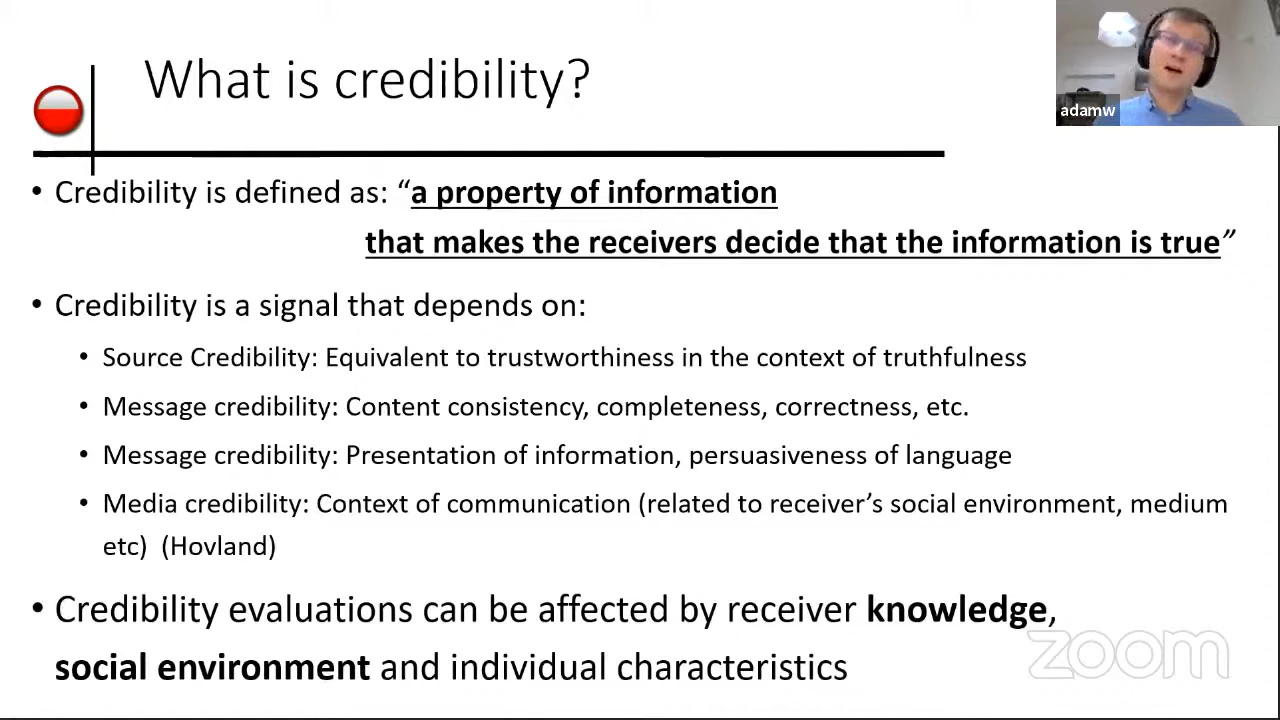 What is credibility?
adamw
• Credibility is defined as: “a property of information
that makes the receivers decide that the information is true”
• Credibility is a signal that depends on:
• Source Credibility: Equivalent to trustworthiness in the context of truthfulness
• Message credibility: Content consistency, completeness, correctness, etc.
• Message credibility: Presentation of information, persuasiveness of language
• Media credibility: Context of communication (related to receiver’s social environment, medium
etc) (Hovland)
• Credibility evaluations can be affected by receiver knowledge,
social environment and individual characteristics
zoom